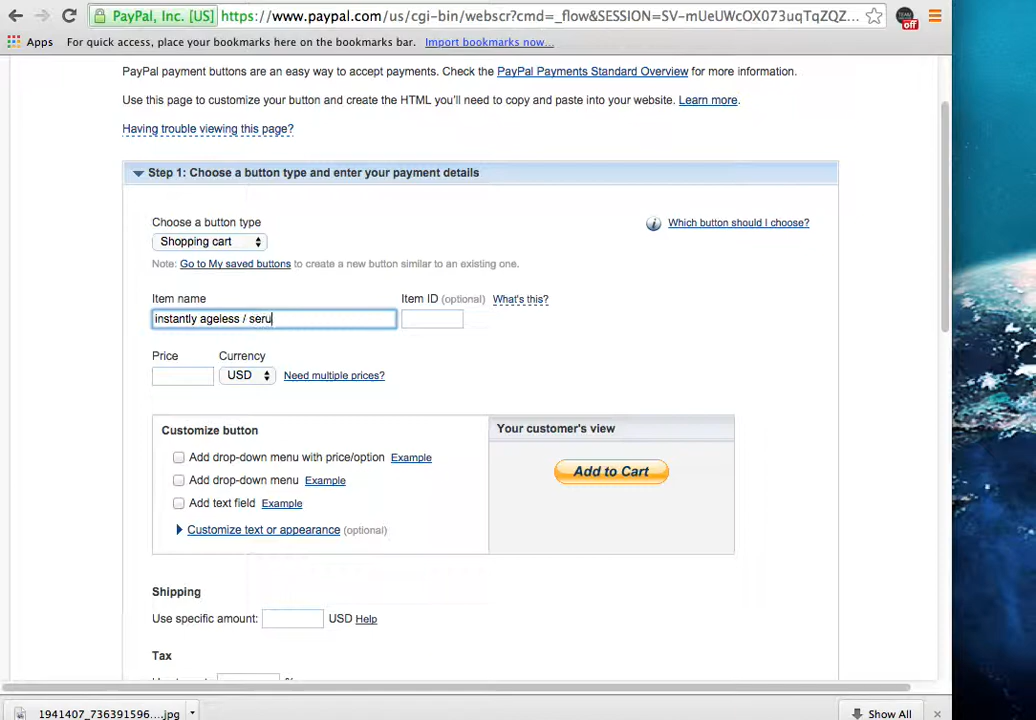 PayPal, Inc. [US] https://www.paypal.com/us/cgi-bin/webscr?cmd=_flow&SESSION=SV-mUeUWcOX073uqTqZQZ...
off
Apps For quick access, place your bookmarks here on the bookmarks bar. Import bookmarks now...
PayPal payment buttons are an easy way to accept payments. Check the PayPal Payments Standard Overview for more information.
Use this page to customize your button and create the HTML you'll need to copy and paste into your website. Learn more.
Having trouble viewing this page?
Step 1: Choose a button type and enter your payment details
Choose a button type
Which button should I choose?
Shopping cart
Note: Go to My saved buttons to create a new button similar to an existing one.
Item name Item ID (optional) What's this?
instantly ageless / seru
Price Currency
USD Need multiple prices?
Customize button Your customer's view
Add drop-down menu with price/option Example
Add to Cart
Add drop-down menu Example
Add text field Example
Customize text or appearance (optional)
Shipping
Use specific amount: USD Help
Tax
1941407_736391596....jpg Show All